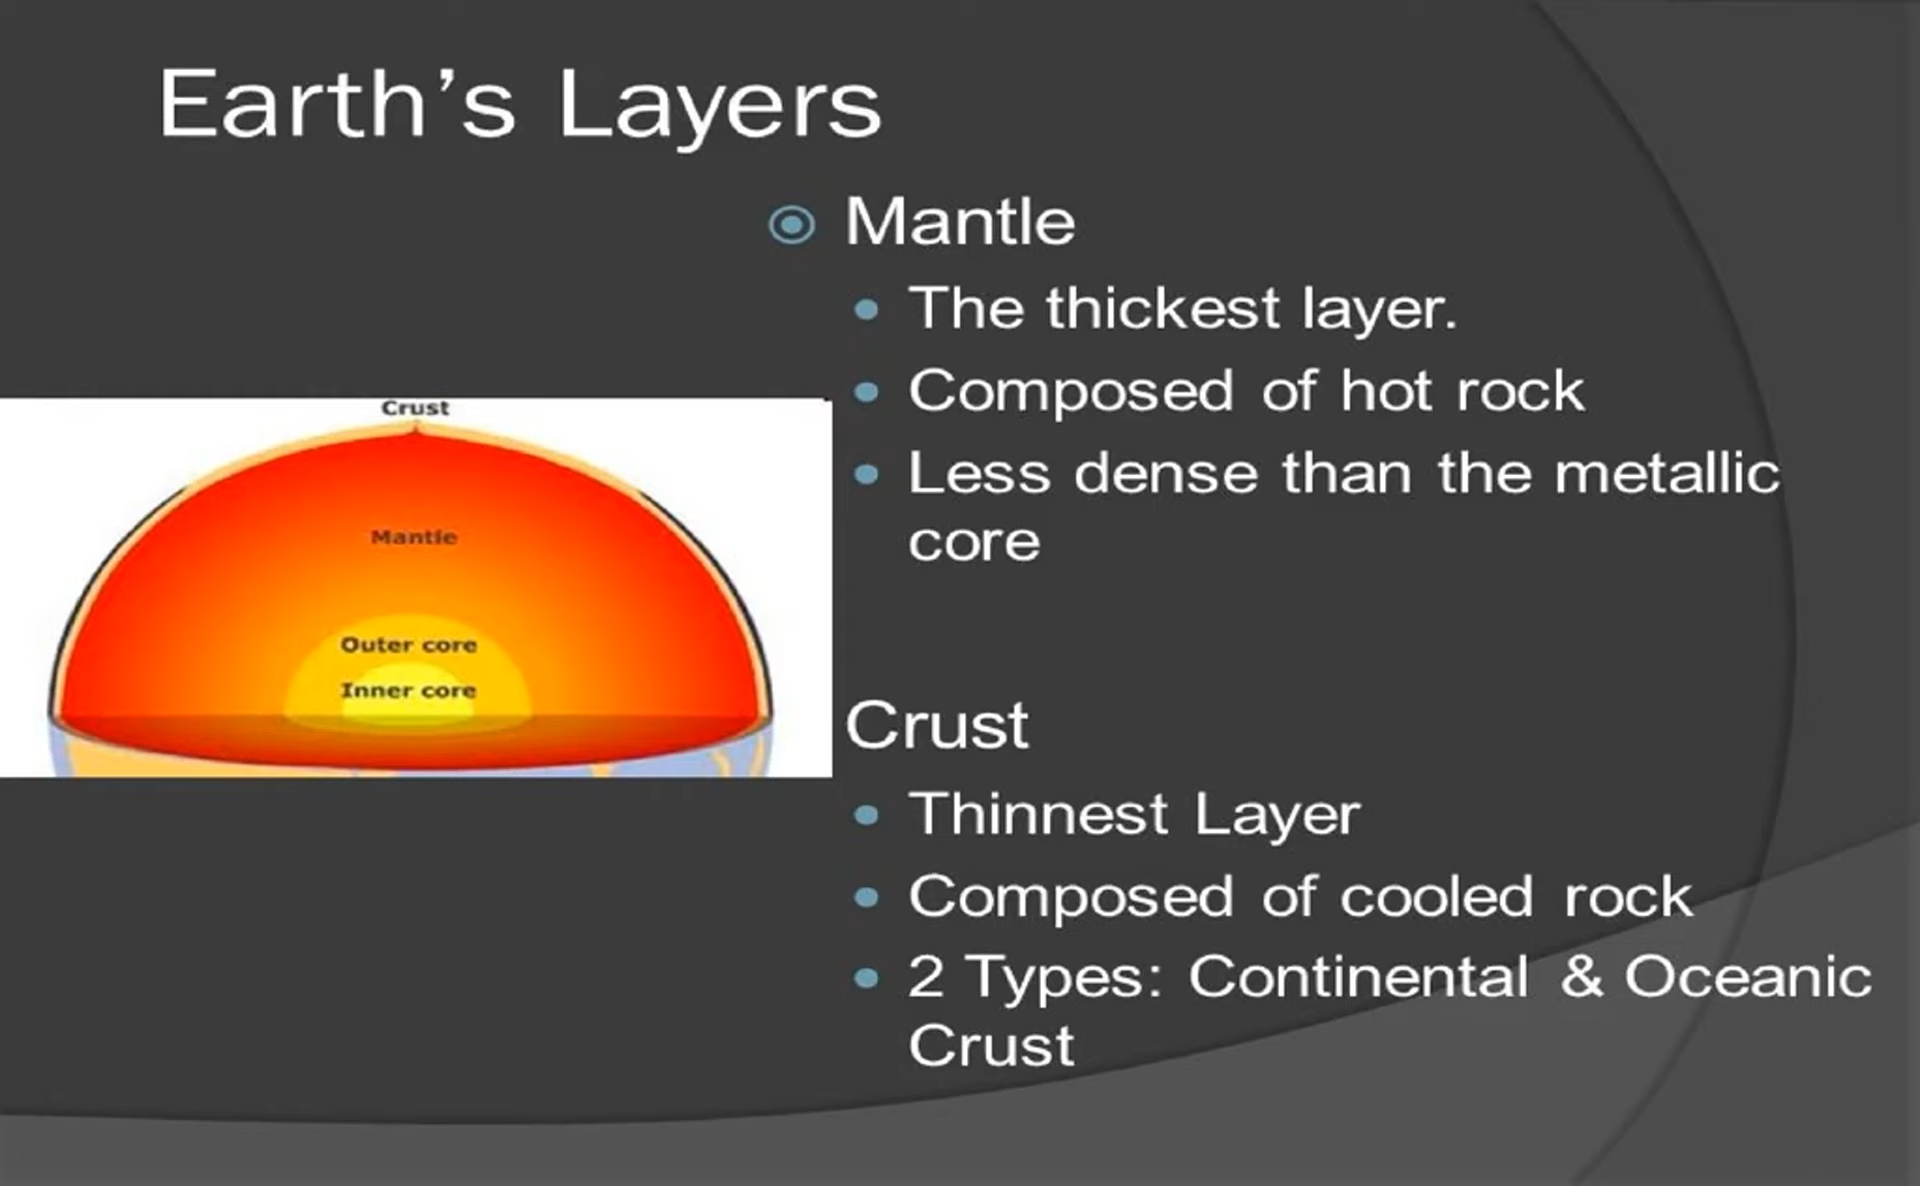 Earth's Layers
Mantle
The thickest layer.
Composed of hot rock
Less dense than the metallic
core
Crust
Thinnest Layer
Composed of cooled rock
2 Types: Continental & Oceanic
Crust
Crust
Mantle
Outer core
Inner core